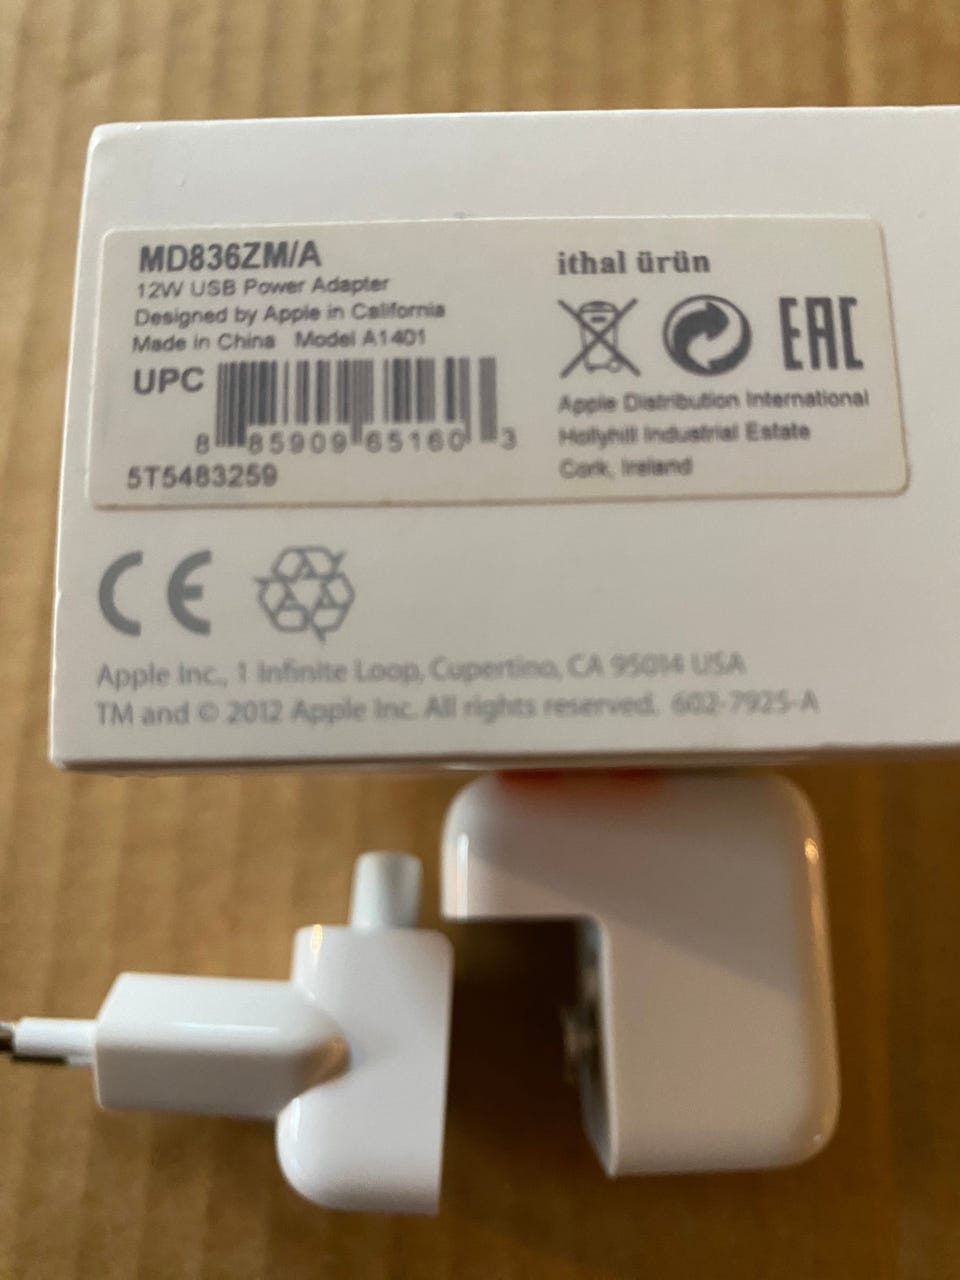 MD836ZM/A
12W USB Power Adapter
Designed by Apple in California
Made in China Model A1401
UPC
8 85909 65160 3
5T5483259
ithal ürün
EAC
Apple Distribution International
Hollyhill Industrial Estate
Cork, Ireland
CE
Apple Inc., 1 Infinite Loop, Cupertino, CA 95014 USA
TM and © 2012 Apple Inc. All rights reserved. 602-7925-A